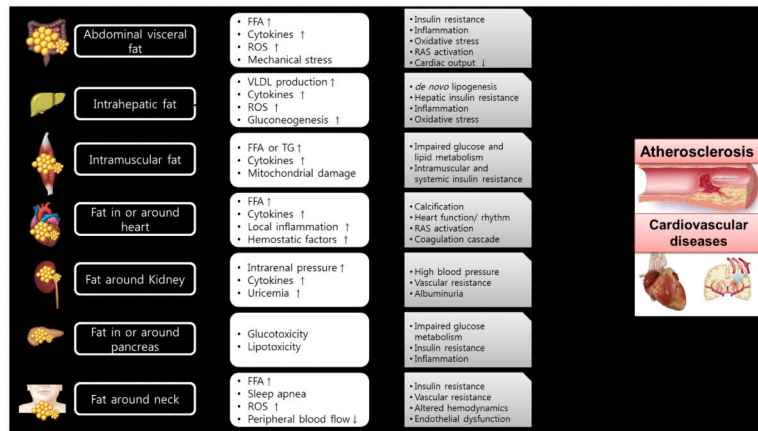 Abdominal visceral
fat
• FFA ↑
• Cytokines ↑
• ROS ↑
• Mechanical stress
• Insulin resistance
• Inflammation
• Oxidative stress
• RAS activation
• Cardiac output ↓
Intrahepatic fat
• VLDL production ↑
• Cytokines ↑
• ROS ↑
• Gluconeogenesis ↑
• de novo lipogenesis
• Hepatic insulin resistance
• Inflammation
• Oxidative stress
Intramuscular fat
• FFA or TG ↑
• Cytokines ↑
• Mitochondrial damage
• Impaired glucose and
lipid metabolism
• Intramuscular and
systemic insulin resistance
Fat in or around
heart
• FFA ↑
• Cytokines ↑
• Local inflammation ↑
• Hemostatic factors ↑
• Calcification
• Heart function/ rhythm
• RAS activation
• Coagulation cascade
Fat around Kidney
• Intrarenal pressure ↑
• Cytokines ↑
• Uricemia ↑
• High blood pressure
• Vascular resistance
• Albuminuria
Fat in or around
pancreas
• Glucotoxicity
• Lipotoxicity
• Impaired glucose
metabolism
• Insulin resistance
• Inflammation
Fat around neck
• FFA ↑
• Sleep apnea
• ROS ↑
• Peripheral blood flow ↓
• Insulin resistance
• Vascular resistance
• Altered hemodynamics
• Endothelial dysfunction
Atherosclerosis
Cardiovascular
diseases